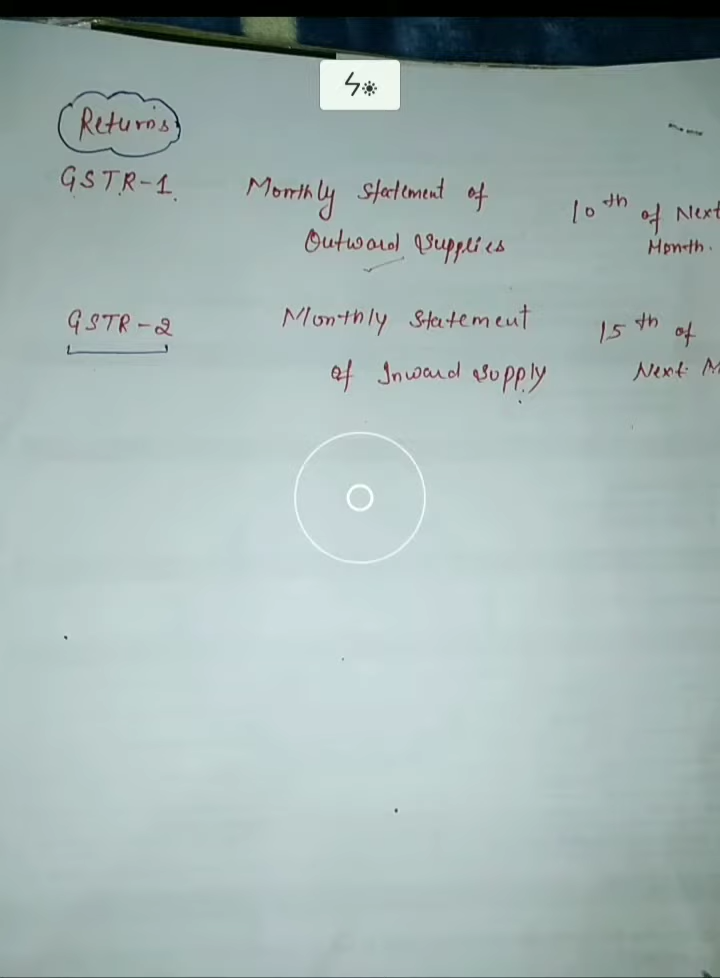 Returns
GSTR-1 Monthly Statement of
Outward Supplies
10th of Next
Month.
GSTR-2 Monthly Statement
of Inward Supply
15th of
Next